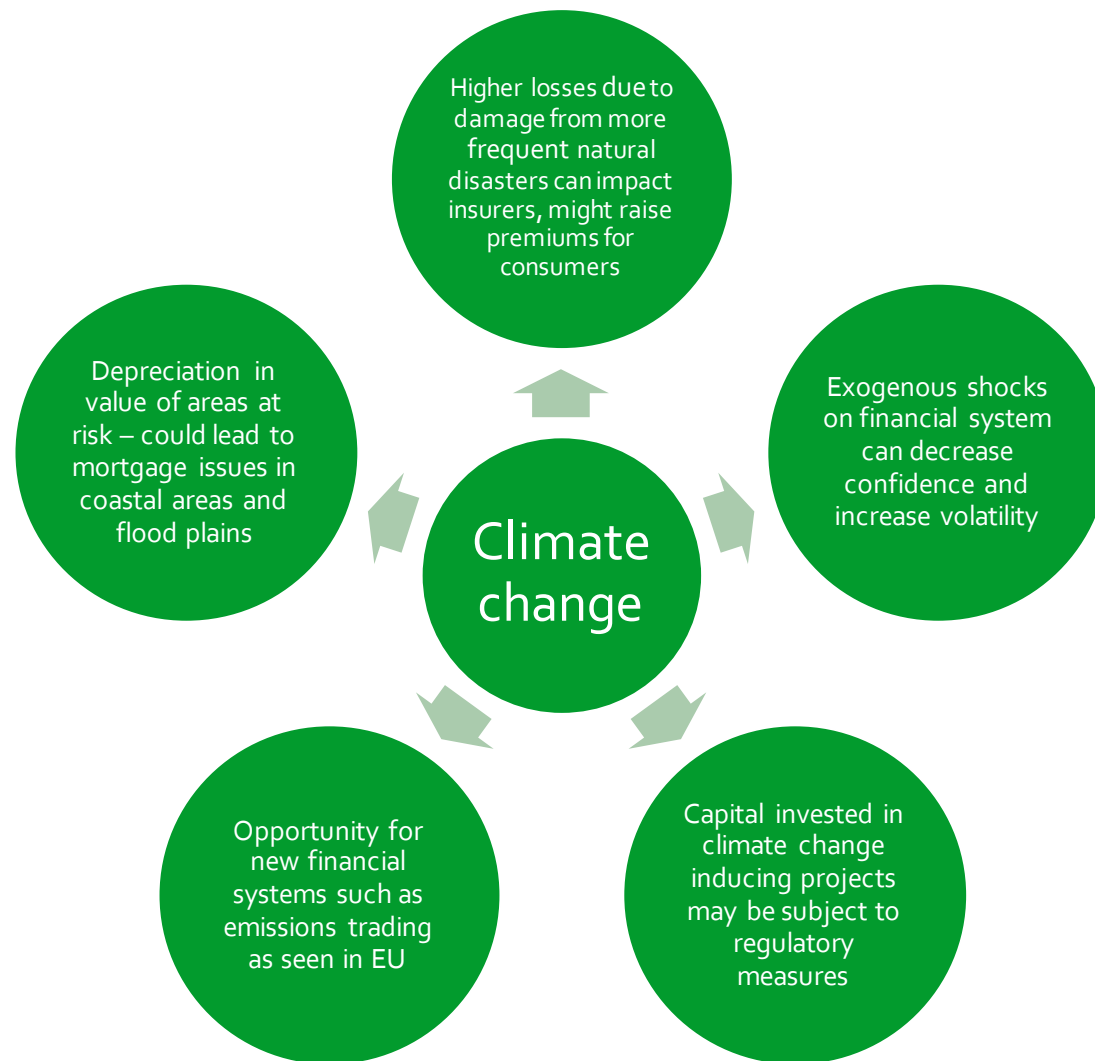 Higher losses due to
damage from more
frequent natural
disasters can impact
insurers, might raise
premiums for
consumers
Depreciation in
value of areas at
risk – could lead to
mortgage issues in
coastal areas and
flood plains
Exogenous shocks
on financial system
can decrease
confidence and
increase volatility
Climate
change
Opportunity for
new financial
systems such as
emissions trading
as seen in EU
Capital invested in
climate change
inducing projects
may be subject to
regulatory
measures